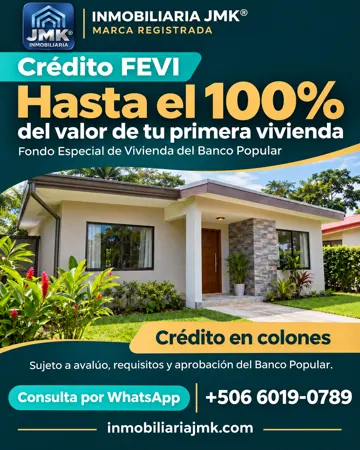 JMK®
INMOBILIARIA
INMOBILIARIA JMK®
MARCA REGISTRADA
Crédito FEVI
Hasta el 100%
del valor de tu primera vivienda
Fondo Especial de Vivienda del Banco Popular
Crédito en colones
Sujeto a avalúo, requisitos y aprobación del Banco Popular.
Consulta por WhatsApp
+506 6019-0789
inmobiliariajmk.com